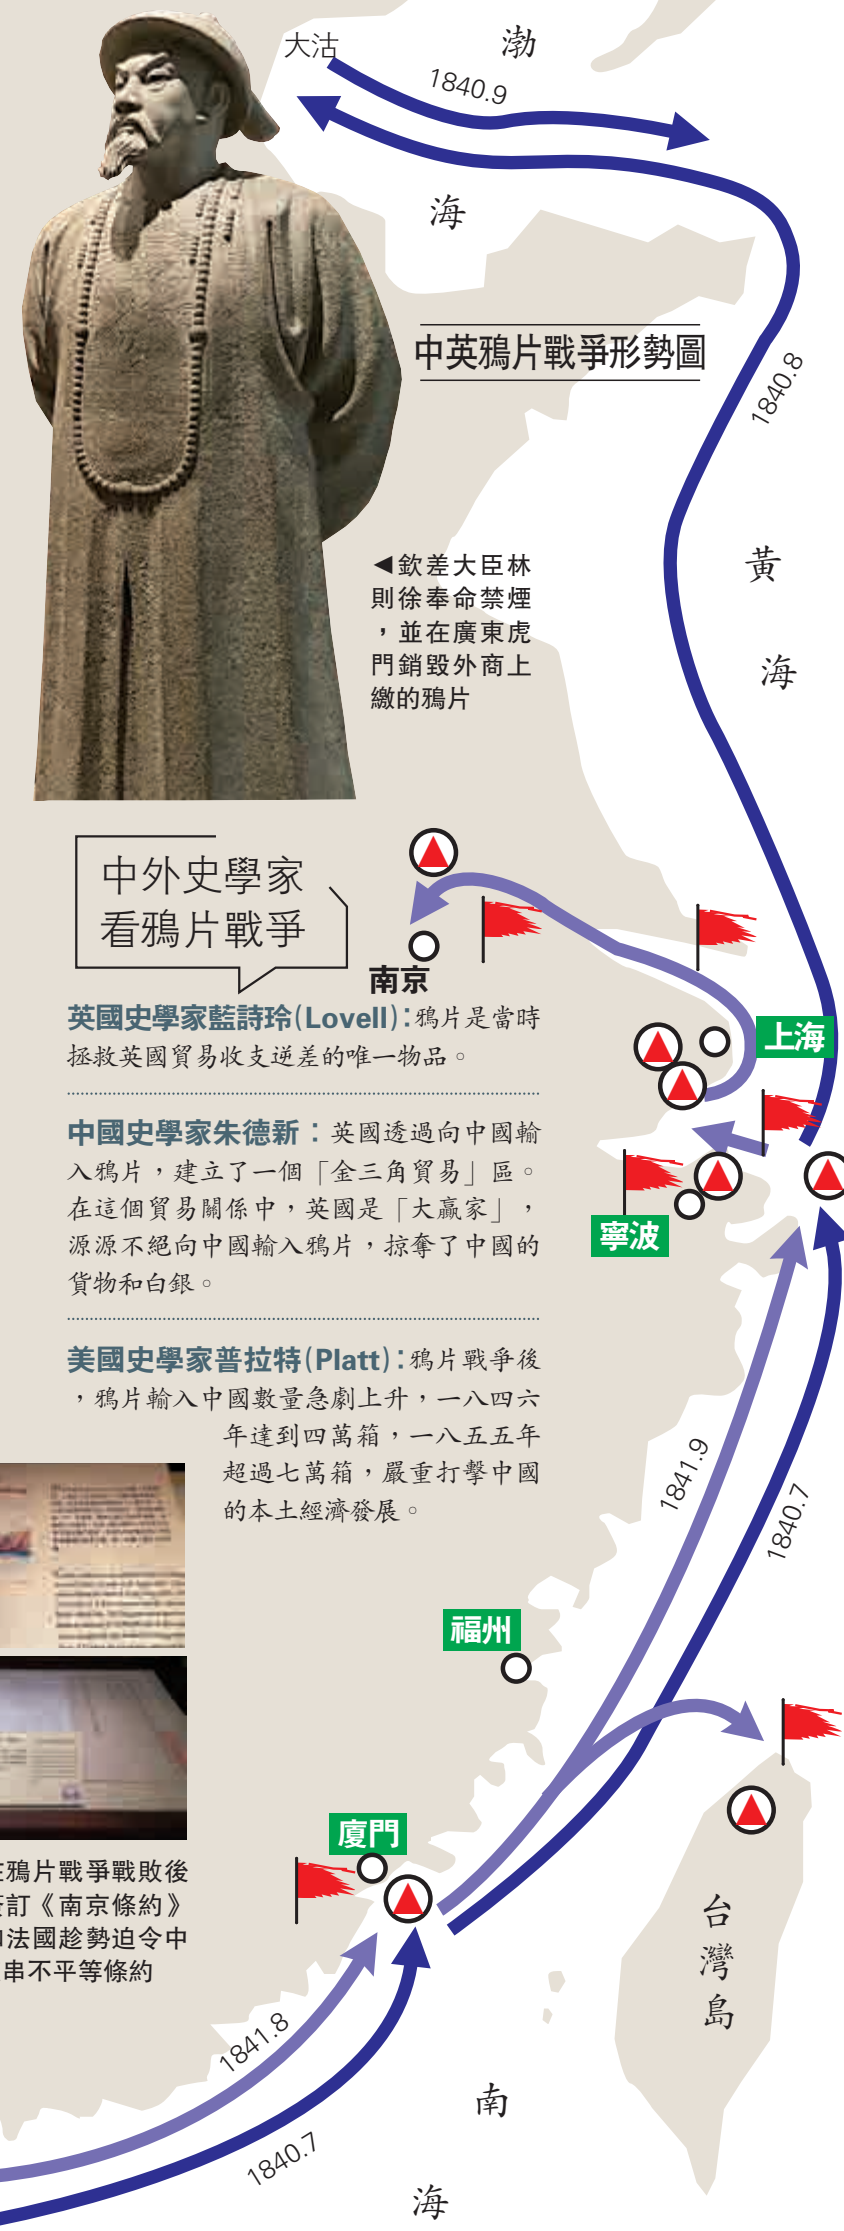 大沽
渤
1840.9
海
中英鴉片戰爭形勢圖
1840.8
◀欽差大臣林
則徐奉命禁煙
，並在廣東虎
門銷毀外商上
繳的鴉片
黃
海
中外史學家
看鴉片戰爭
南京
英國史學家藍詩玲(Lovell)：鴉片是當時
拯救英國貿易收支逆差的唯一物品。
上海
中國史學家朱德新：英國透過向中國輸
入鴉片，建立了一個「金三角貿易」區。
在這個貿易關係中，英國是「大贏家」，
源源不絕向中國輸入鴉片，掠奪了中國的
貨物和白銀。
寧波
美國史學家普拉特(Platt)：鴉片戰爭後
，鴉片輸入中國數量急劇上升，一八四六
年達到四萬箱，一八五五年
超過七萬箱，嚴重打擊中國
的本土經濟發展。
1841.9
1840.7
福州
廈門
在鴉片戰爭戰敗後
簽訂《南京條約》
和法國趁勢迫令中
串不平等條約
台
灣
島
1841.8
1840.7
南
海